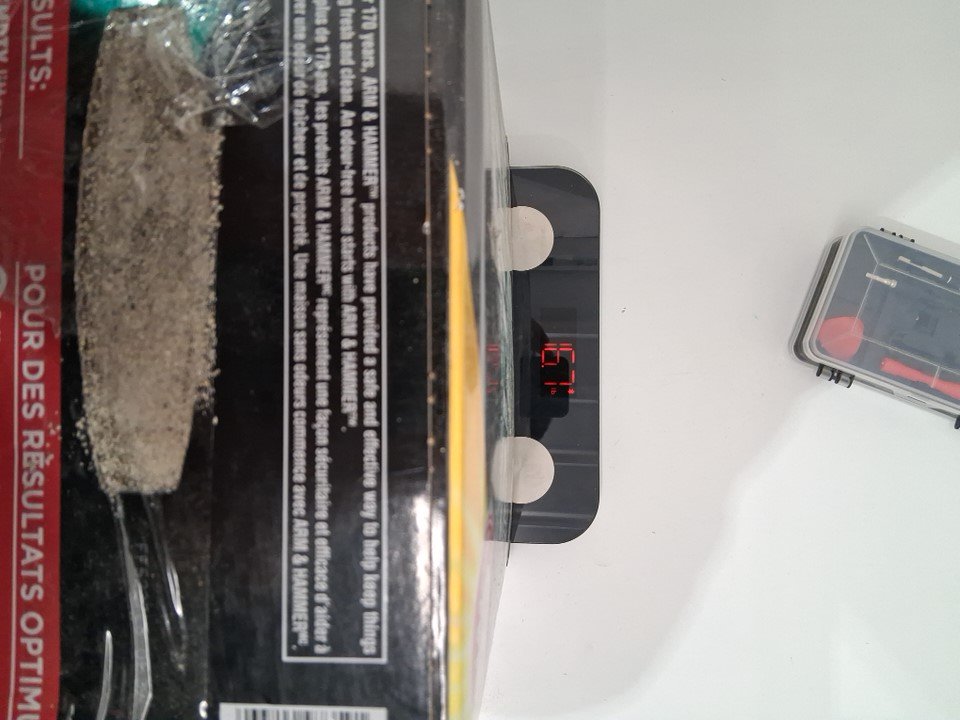 170 years, ARM & HAMMER™ products have provided a safe and effective way to help keep things
fresh and clean. An odour-free home starts with ARM & HAMMER™.
plus de 170 ans, les produits ARM & HAMMER™ représentent une façon sécuritaire et efficace d'aider à
ver une odeur de fraîcheur et de propreté. Une maison sans odeurs commence avec ARM & HAMMER™.
SULTS:
POUR DES RÉSULTATS OPTIM